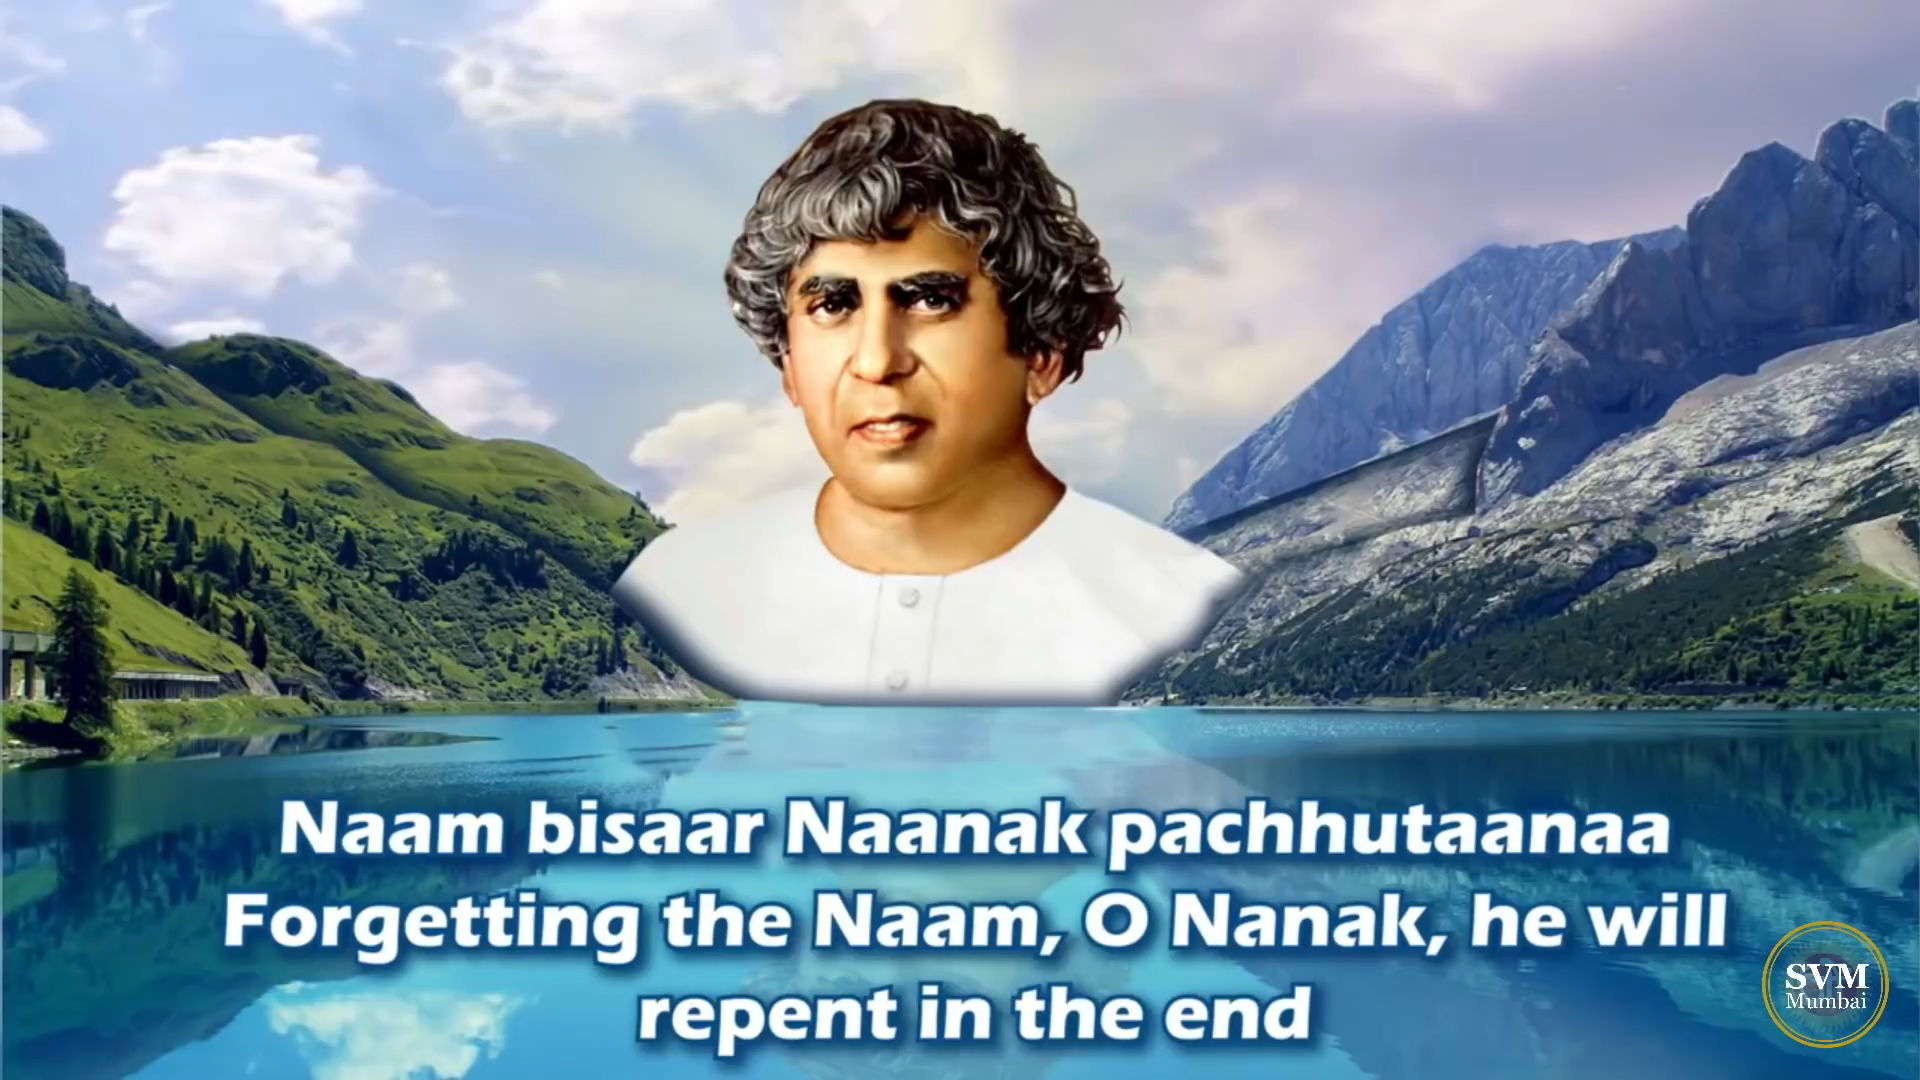 Naam bisaar Naanak pachhutaanaa
Forgetting the Naam, O Nanak, he will
repent in the end
SVM
Mumbai